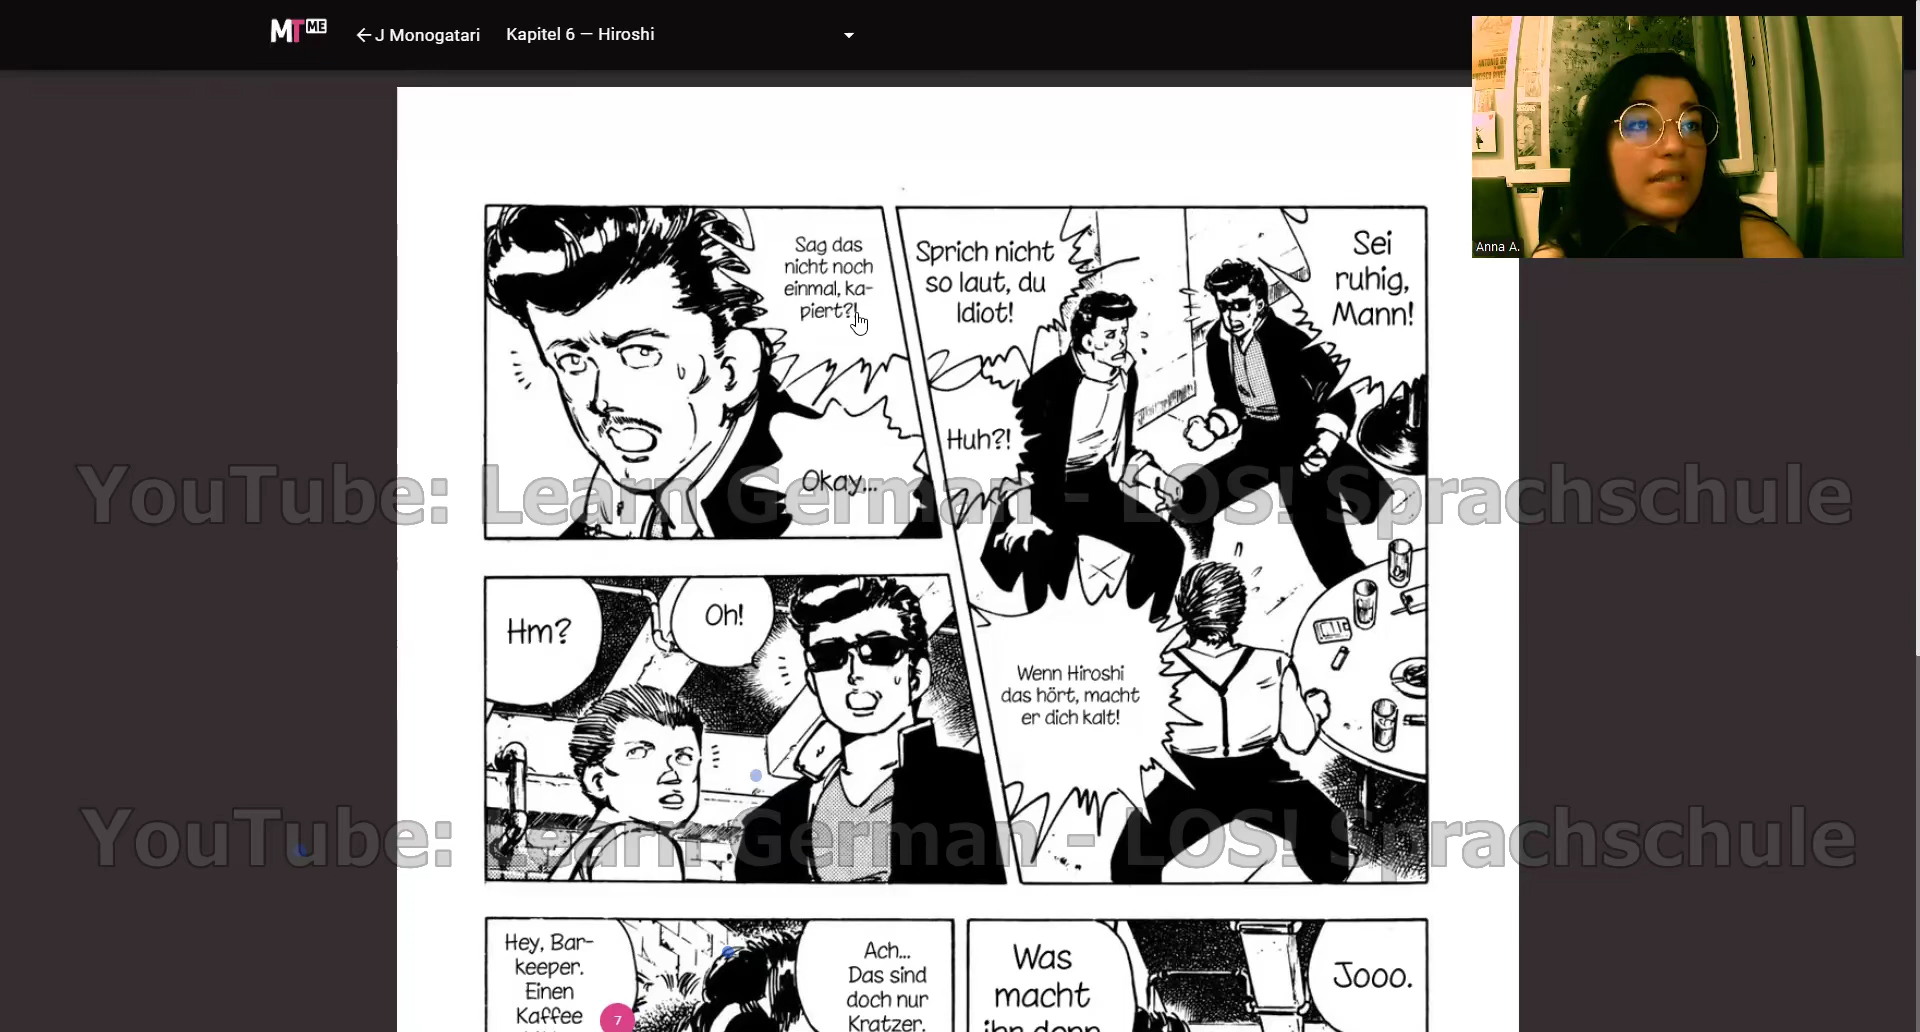 MT ME
J Monogatari
Kapitel 6 — Hiroshi
Anna A.
Sprich nicht
so laut, du
Idiot!
Sei
ruhig,
Mann!
Huh?!
Wenn Hiroshi
das hört, macht
er dich kalt!
Sag das
nicht noch
einmal, ka-
piert?!
Okay...
Hm?
Oh!
YouTube: Learn German - LOS! Sprachschule
YouTube: Learn German - LOS! Sprachschule
Hey, Bar-
keeper.
Einen
Kaffee
Ach...
Das sind
doch nur
Kratzer.
Was
macht
ihr denn
Jooo.
7